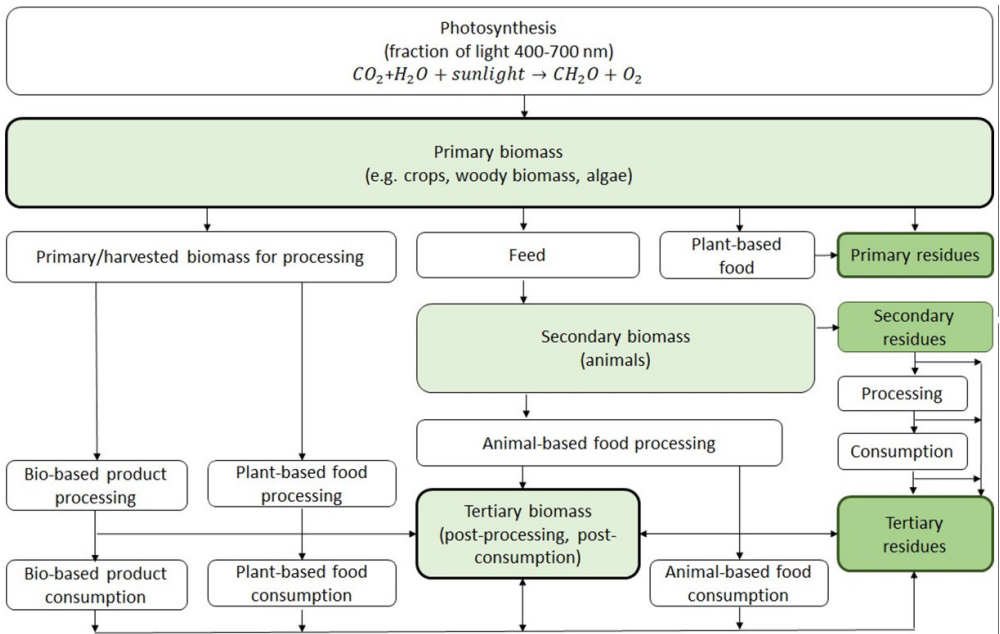 Photosynthesis
(fraction of light 400-700 nm)
CO₂+H₂O + sunlight → CH₂O + O₂
Primary biomass
(e.g. crops, woody biomass, algae)
Primary/harvested biomass for processing
Feed
Plant-based
food
Primary residues
Secondary biomass
(animals)
Secondary
residues
Processing
Animal-based food processing
Consumption
Bio-based product
processing
Plant-based food
processing
Tertiary biomass
(post-processing, post-
consumption)
Tertiary
residues
Bio-based product
consumption
Plant-based food
consumption
Animal-based food
consumption